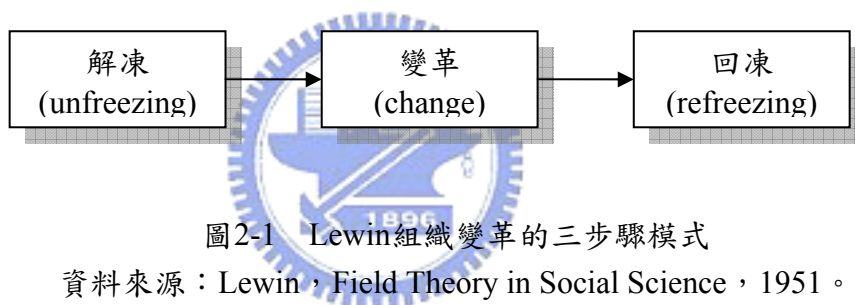 解凍
(unfreezing)
變革
(change)
回凍
(refreezing)
1896
圖2-1 Lewin組織變革的三步驟模式
資料來源：Lewin，Field Theory in Social Science，1951。